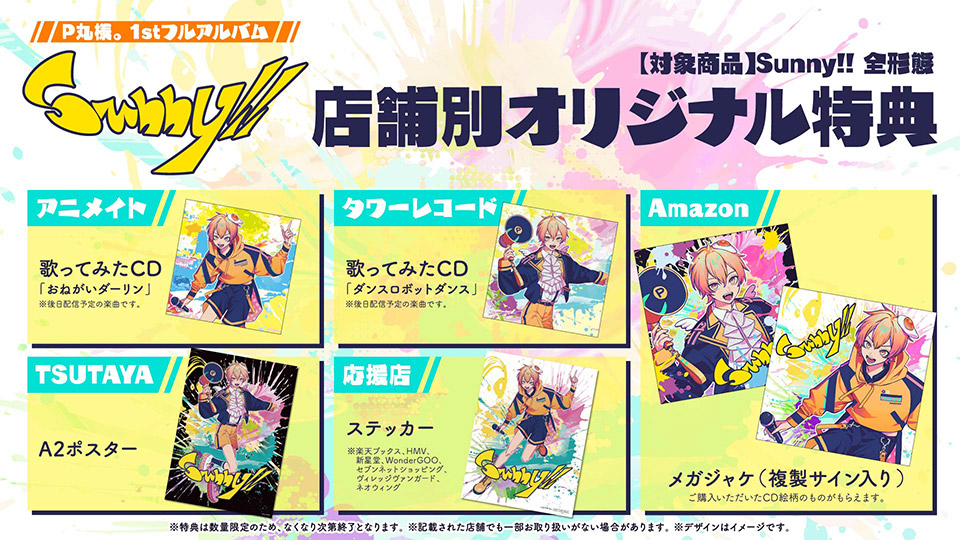 P丸様。1stフルアルバム
Sunny!!
【対象商品】Sunny!! 全形態
店舗別オリジナル特典
アニメイト
歌ってみたCD
「おねがいダーリン」
※後日配信予定の楽曲です。
タワーレコード
歌ってみたCD
「ダンスロボットダンス」
※後日配信予定の楽曲です。
P
Amazon
P
Sunny!!
Sunny!!
メガジャケ(複製サイン入り)
ご購入いただいたCD絵柄のものがもらえます。
TSUTAYA
A2ポスター
Sunny!!
応援店
ステッカー
※楽天ブックス、HMV、
新星堂、WonderGOO、
セブンネットショッピング、
ヴィレッジヴァンガード、
ネオウィング
Sunny!!
※特典は数量限定のため、なくなり次第終了となります。※記載された店舗でも一部お取り扱いがない場合があります。※デザインはイメージです。